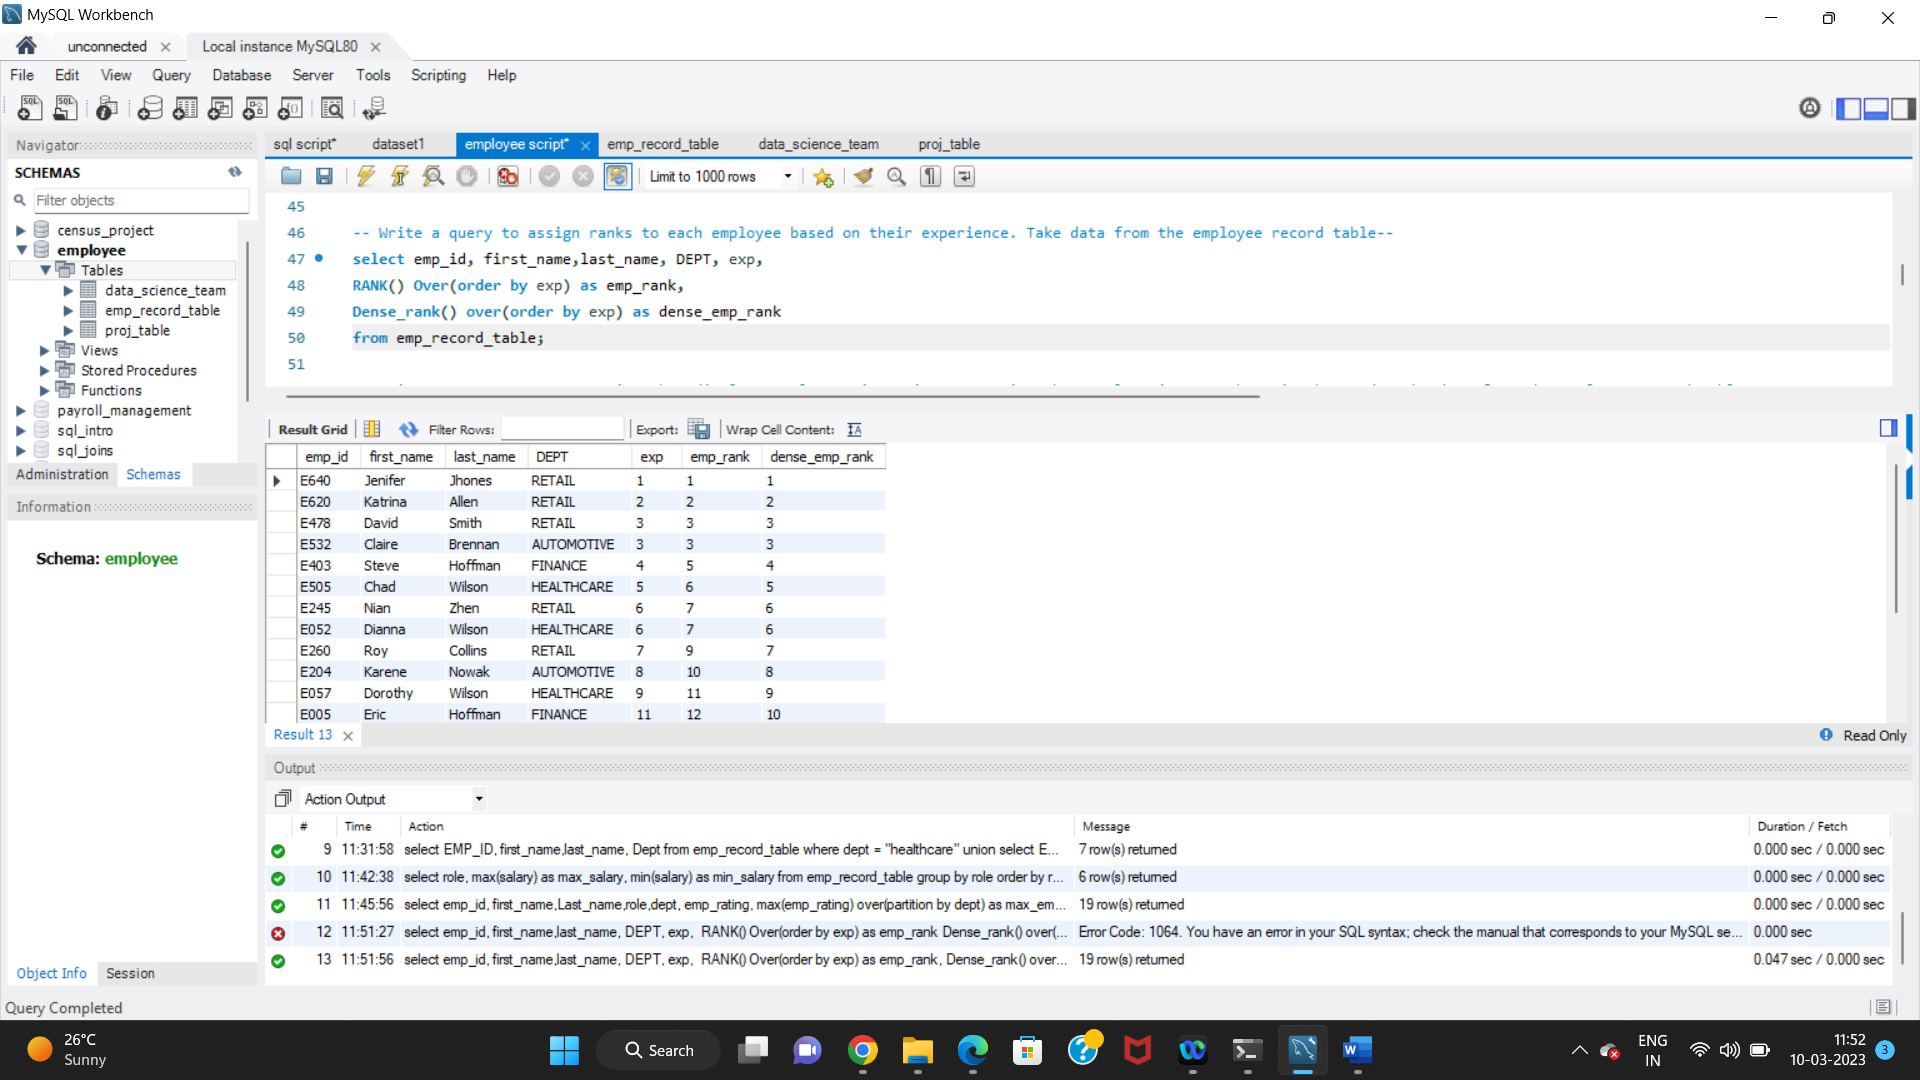 MySQL Workbench
unconnected
Local instance MySQL80
File Edit View Query Database Server Tools Scripting Help
Navigator
SCHEMAS
Filter objects
census_project
employee
Tables
data_science_team
emp_record_table
proj_table
Views
Stored Procedures
Functions
payroll_management
sql_intro
sql_joins
Administration Schemas
Information
Schema: employee
Object Info Session
sql script* dataset1 employee script* emp_record_table data_science_team proj_table
Limit to 1000 rows
45
46 -- Write a query to assign ranks to each employee based on their experience. Take data from the employee record table--
47 select emp_id, first_name,last_name, DEPT, exp,
48 RANK() Over(order by exp) as emp_rank,
49 Dense_rank() over(order by exp) as dense_emp_rank
50 from emp_record_table;
51
Result Grid Filter Rows: Export: Wrap Cell Content:
emp_id first_name last_name DEPT exp emp_rank dense_emp_rank
E640 Jenifer Jhones RETAIL 1 1 1
E620 Katrina Allen RETAIL 2 2 2
E478 David Smith RETAIL 3 3 3
E532 Claire Brennan AUTOMOTIVE 3 3 3
E403 Steve Hoffman FINANCE 4 5 4
E505 Chad Wilson HEALTHCARE 5 6 5
E245 Nian Zhen RETAIL 6 7 6
E052 Dianna Wilson HEALTHCARE 6 7 6
E260 Roy Collins RETAIL 7 9 7
E204 Karene Nowak AUTOMOTIVE 8 10 8
E057 Dorothy Wilson HEALTHCARE 9 11 9
E005 Eric Hoffman FINANCE 11 12 10
Result 13
Read Only
Output
Action Output
# Time Action Message Duration / Fetch
9 11:31:58 select EMP_ID, first_name,last_name, Dept from emp_record_table where dept = "healthcare" union select E... 7 row(s) returned 0.000 sec / 0.000 sec
10 11:42:38 select role, max(salary) as max_salary, min(salary) as min_salary from emp_record_table group by role order by r... 6 row(s) returned 0.000 sec / 0.000 sec
11 11:45:56 select emp_id, first_name,Last_name,role,dept, emp_rating, max(emp_rating) over(partition by dept) as max_em... 19 row(s) returned 0.000 sec / 0.000 sec
12 11:51:27 select emp_id, first_name,last_name, DEPT, exp, RANK() Over(order by exp) as emp_rank Dense_rank() over(... Error Code: 1064. You have an error in your SQL syntax; check the manual that corresponds to your MySQL se... 0.000 sec
13 11:51:56 select emp_id, first_name,last_name, DEPT, exp, RANK() Over(order by exp) as emp_rank, Dense_rank() over... 19 row(s) returned 0.047 sec / 0.000 sec
Query Completed
26°C
Sunny
Search
ENG
IN
11:52
10-03-2023
3